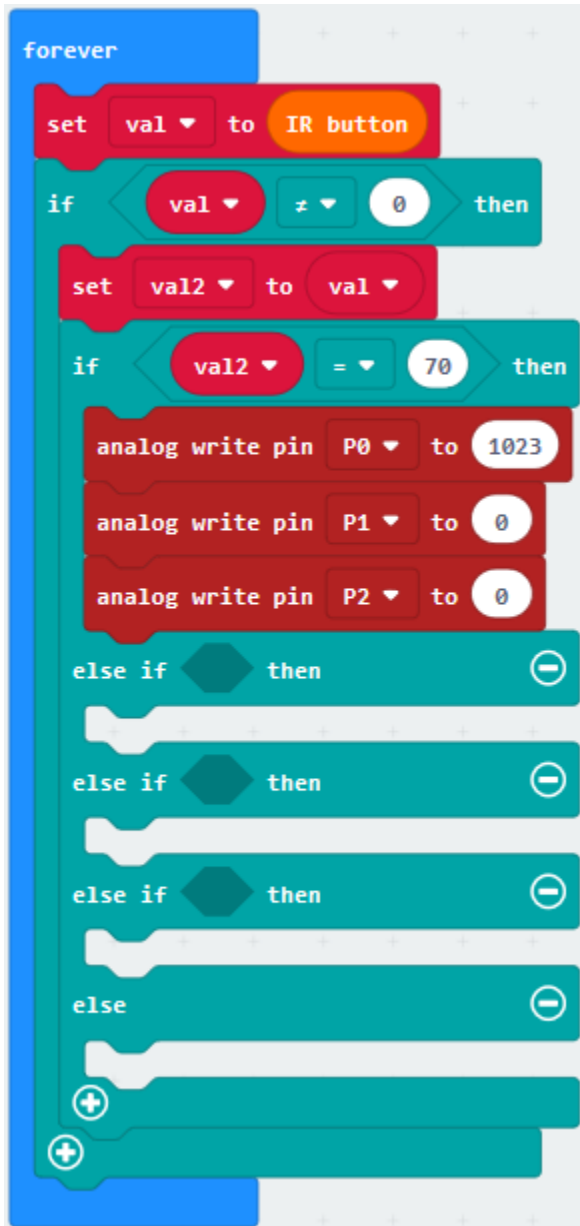 forever
set val to IR button
if val ≠ 0 then
set val2 to val
if val2 = 70 then
analog write pin P0 to 1023
analog write pin P1 to 0
analog write pin P2 to 0
else if then
else if then
else if then
else